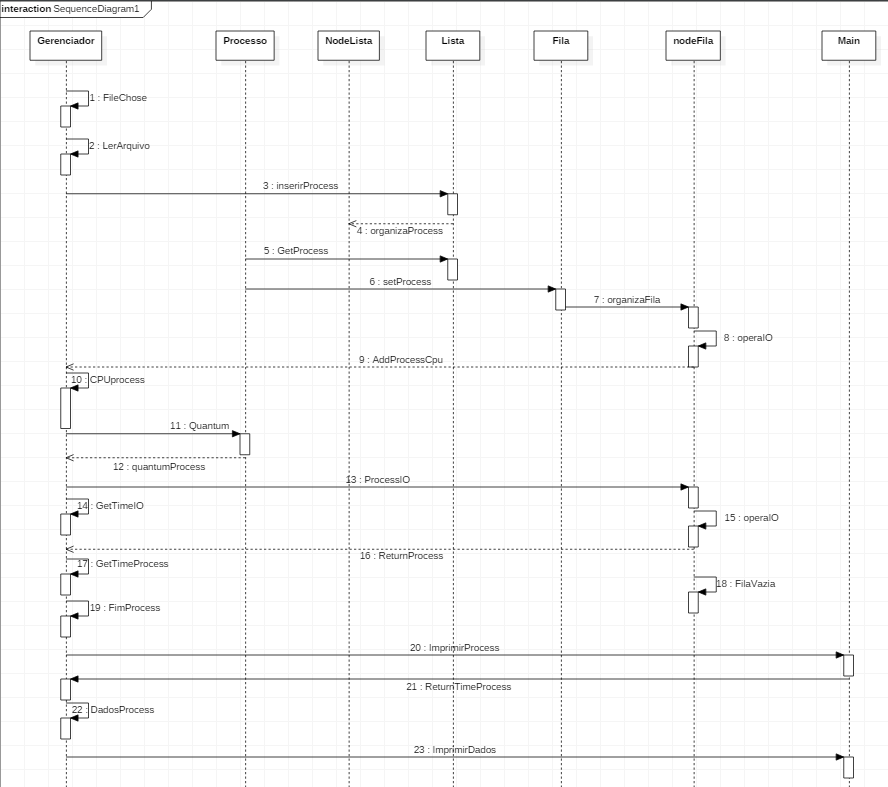 interaction SequenceDiagram1
Gerenciador
Processo
NodeLista
Lista
Fila
nodeFila
Main
1 : FileChose
2 : LerArquivo
3 : inserirProcess
4 : organizaProcess
5 : GetProcess
6 : setProcess
7 : organizaFila
8 : operaIO
9 : AddProcessCpu
10 : CPUprocess
11 : Quantum
12 : quantumProcess
13 : ProcessIO
14 : GetTimeIO
15 : operaIO
16 : ReturnProcess
17 : GetTimeProcess
18 : FilaVazia
19 : FimProcess
20 : ImprimirProcess
21 : ReturnTimeProcess
22 : DadosProcess
23 : ImprimirDados